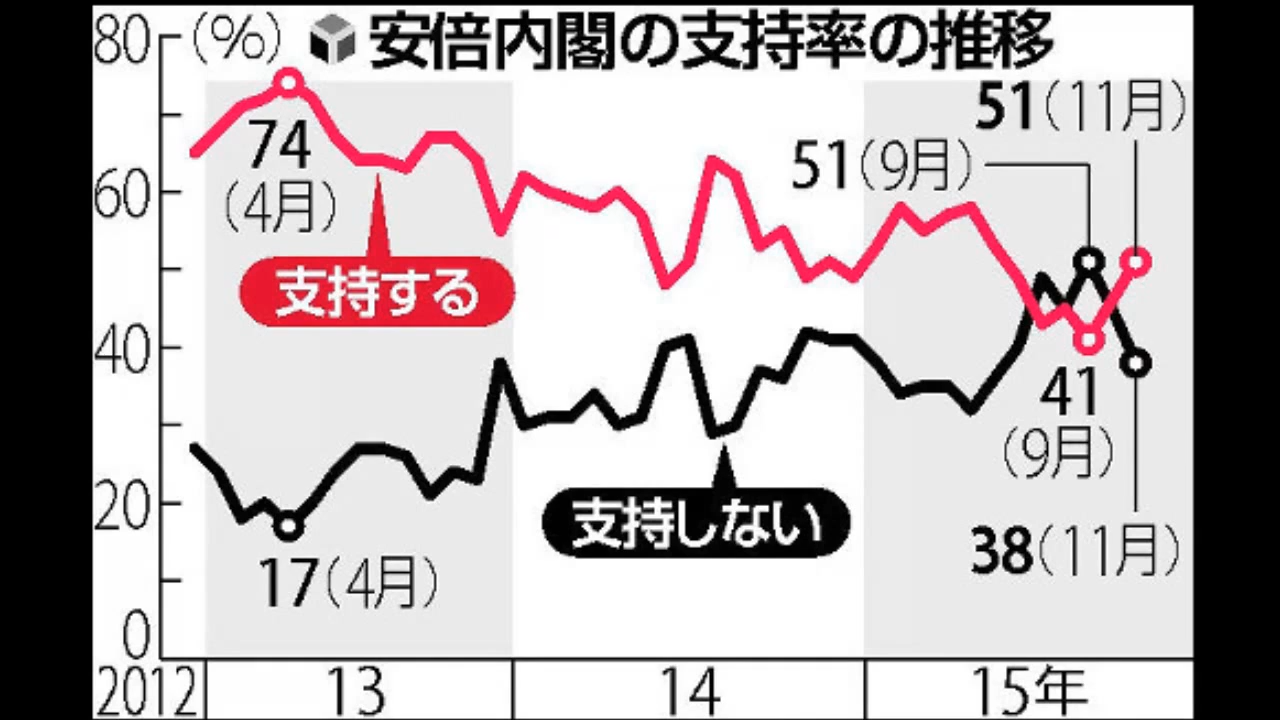 安倍内閣の支持率の推移
80 (%)
60
40
20
0
74
(4月)
支持する
17(4月)
支持しない
51(9月)
51(11月)
41
(9月)
38(11月)
2012 13 14 15年